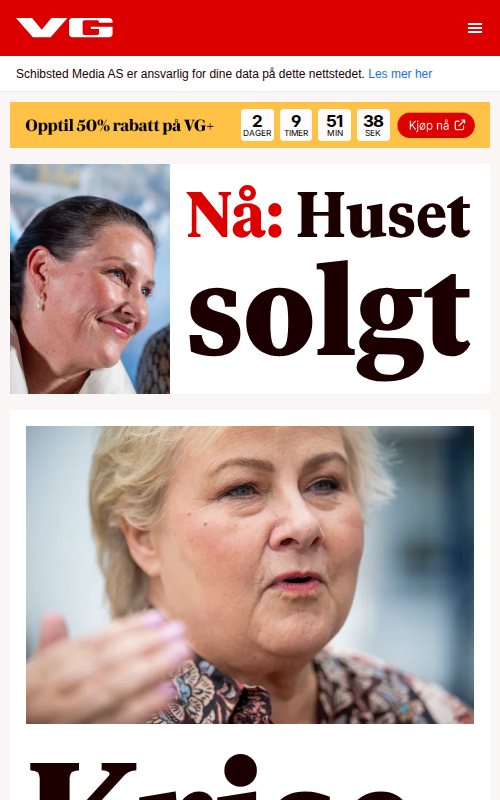 VG
Schibsted Media AS er ansvarlig for dine data på dette nettstedet. Les mer her
Opptil 50% rabatt på VG+
2 9 51 38
DAGER TIMER MIN SEK
Kjøp nå
Nå: Huset
solgt